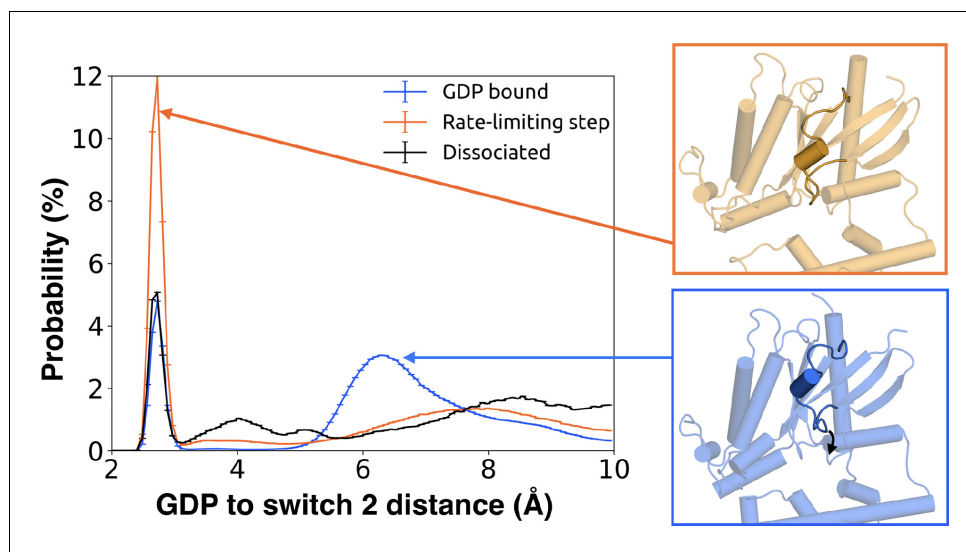 12
10
8
6
4
2
0
2
4
6
8
10
Probability (%)
GDP to switch 2 distance (Å)
GDP bound
Rate-limiting step
Dissociated